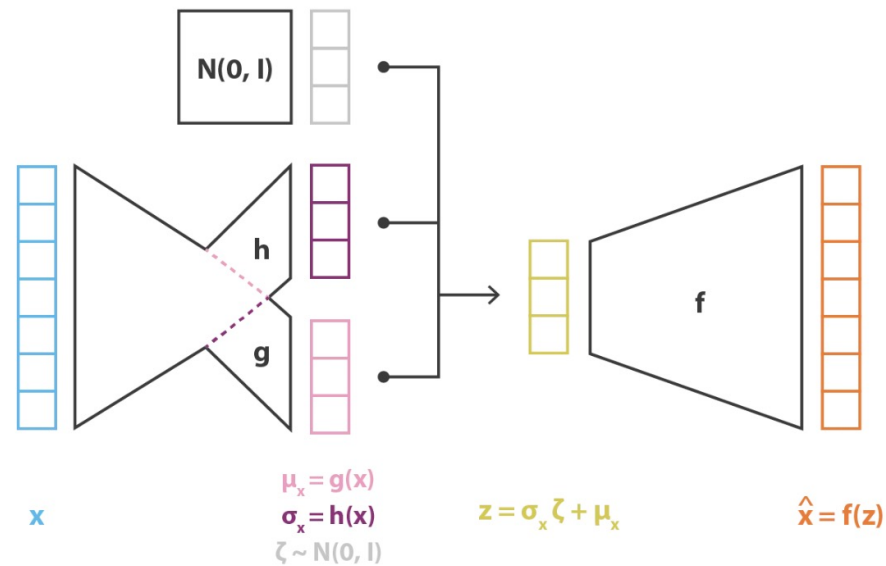 N(0, I)
h
g
f
μₓ = g(x)
x
σₓ = h(x)
z = σₓ ζ + μₓ
x̂ = f(z)
ζ ~ N(0, I)